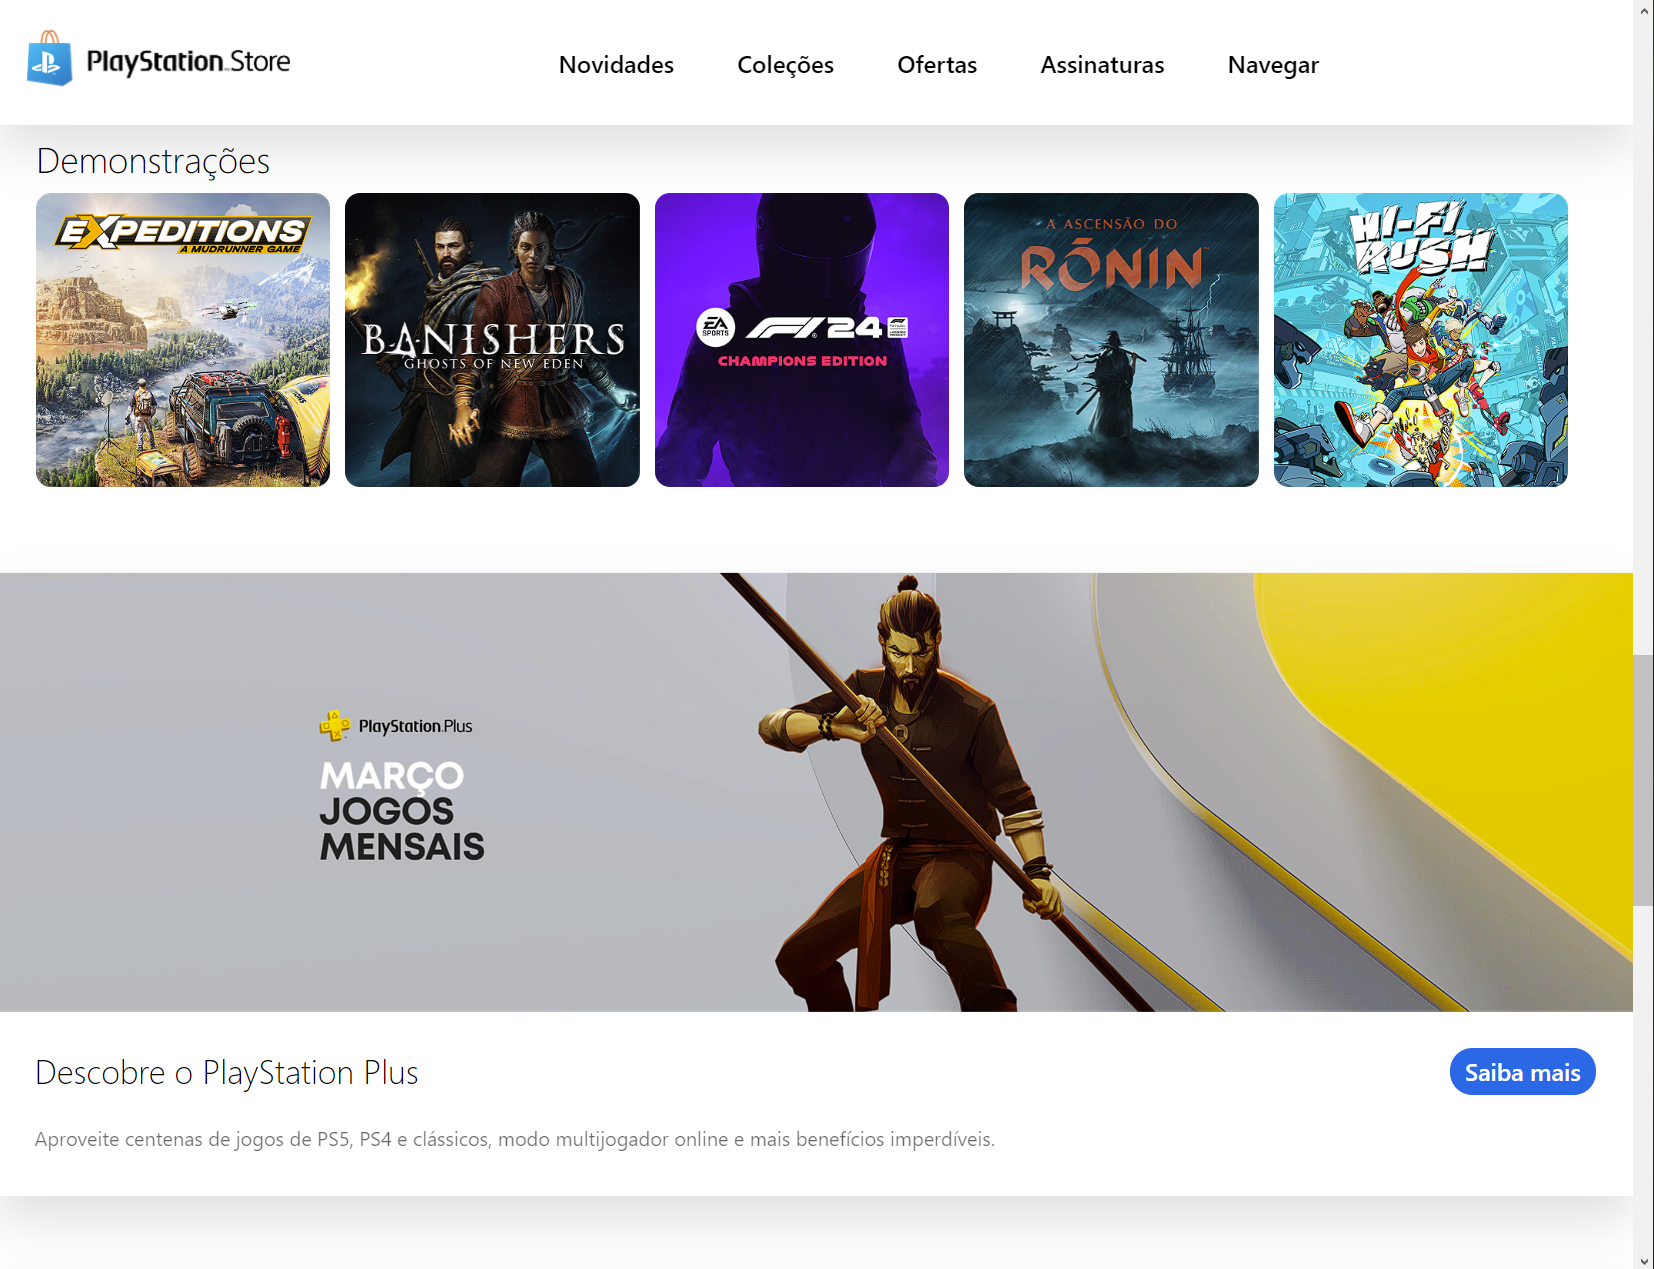 PlayStation Store
Novidades
Coleções
Ofertas
Assinaturas
Navegar
Demonstrações
EXPEDITIONS
A MUDRUNNER GAME
BANISHERS
GHOSTS OF NEW EDEN
EA
SPORTS
F1 24
CHAMPIONS EDITION
A ASCENSÃO DO
RŌNIN
HI-FI
RUSH
PlayStation Plus
MARÇO
JOGOS
MENSAIS
Descobre o PlayStation Plus
Saiba mais
Aproveite centenas de jogos de PS5, PS4 e clássicos, modo multijogador online e mais benefícios imperdíveis.